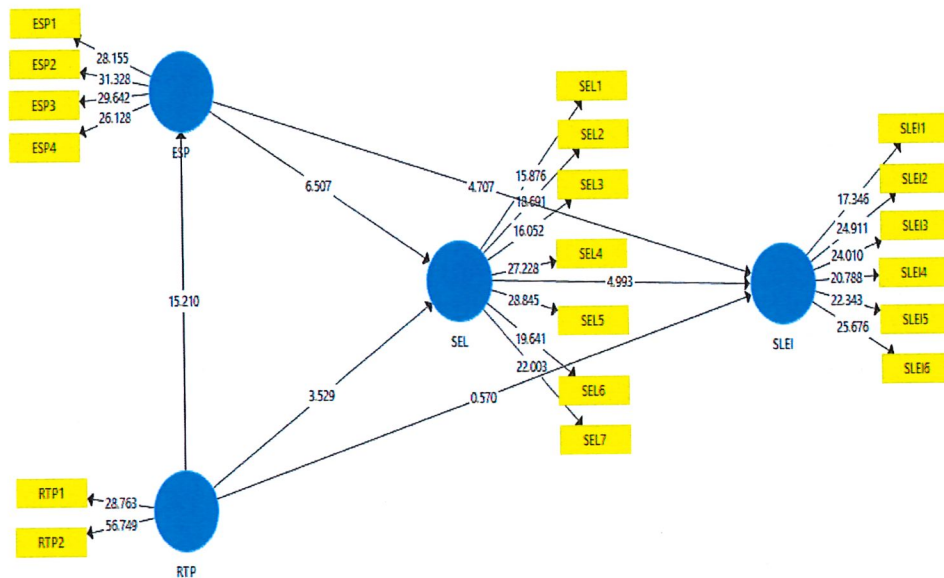 ESP1
ESP2
ESP3
ESP4
28.155
31.328
29.642
26.128
ESP
6.507
4.707
15.210
SEL1
SEL2
SEL3
SEL4
SEL5
SEL6
SEL7
15.876
18.691
16.052
27.228
4.993
28.845
19.641
22.003
SEL
SLEI1
SLEI2
SLEI3
SLEI4
SLEI5
SLEI6
17.346
24.911
24.010
20.788
22.343
25.676
SLEI
3.529
0.570
RTP1
RTP2
28.763
56.749
RTP